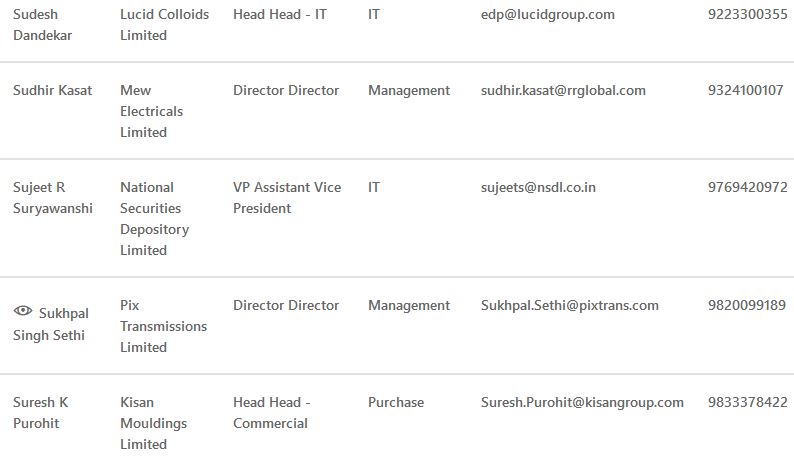 Sudesh Lucid Colloids Head Head - IT IT edp@lucidgroup.com 9223300355
Dandekar Limited
Sudhir Kasat Mew Director Director Management sudhir.kasat@rrglobal.com 9324100107
Electricals
Limited
Sujeet R National VP Assistant Vice IT sujeets@nsdl.co.in 9769420972
Suryawanshi Securities President
Depository
Limited
Sukhpal Pix Director Director Management Sukhpal.Sethi@pixtrans.com 9820099189
Singh Sethi Transmissions
Limited
Suresh K Kisan Head Head - Purchase Suresh.Purohit@kisangroup.com 9833378422
Purohit Mouldings Commercial
Limited